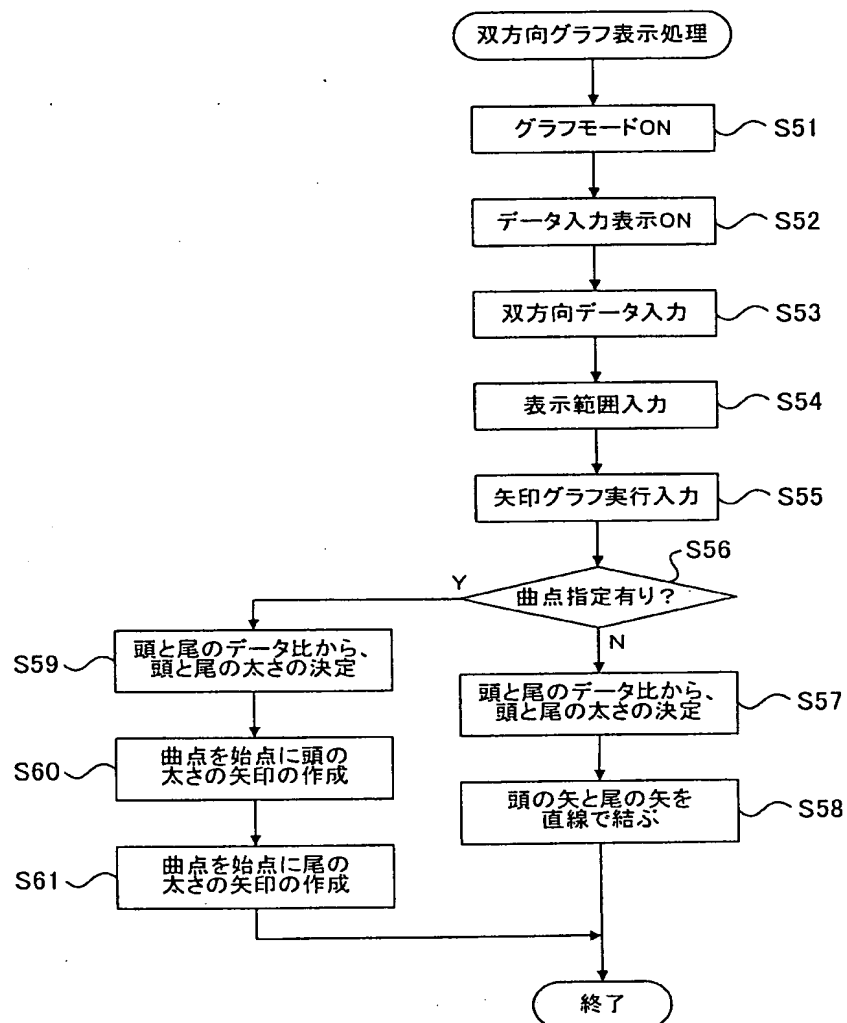 双方向グラフ表示処理
グラフモードON
S51
データ入力表示ON
S52
双方向データ入力
S53
表示範囲入力
S54
矢印グラフ実行入力
S55
S56
曲点指定有り?
Y
N
S59
頭と尾のデータ比から、
頭と尾の太さの決定
頭と尾のデータ比から、
頭と尾の太さの決定
S57
S60
曲点を始点に頭の
太さの矢印の作成
頭の矢と尾の矢を
直線で結ぶ
S58
S61
曲点を始点に尾の
太さの矢印の作成
終了